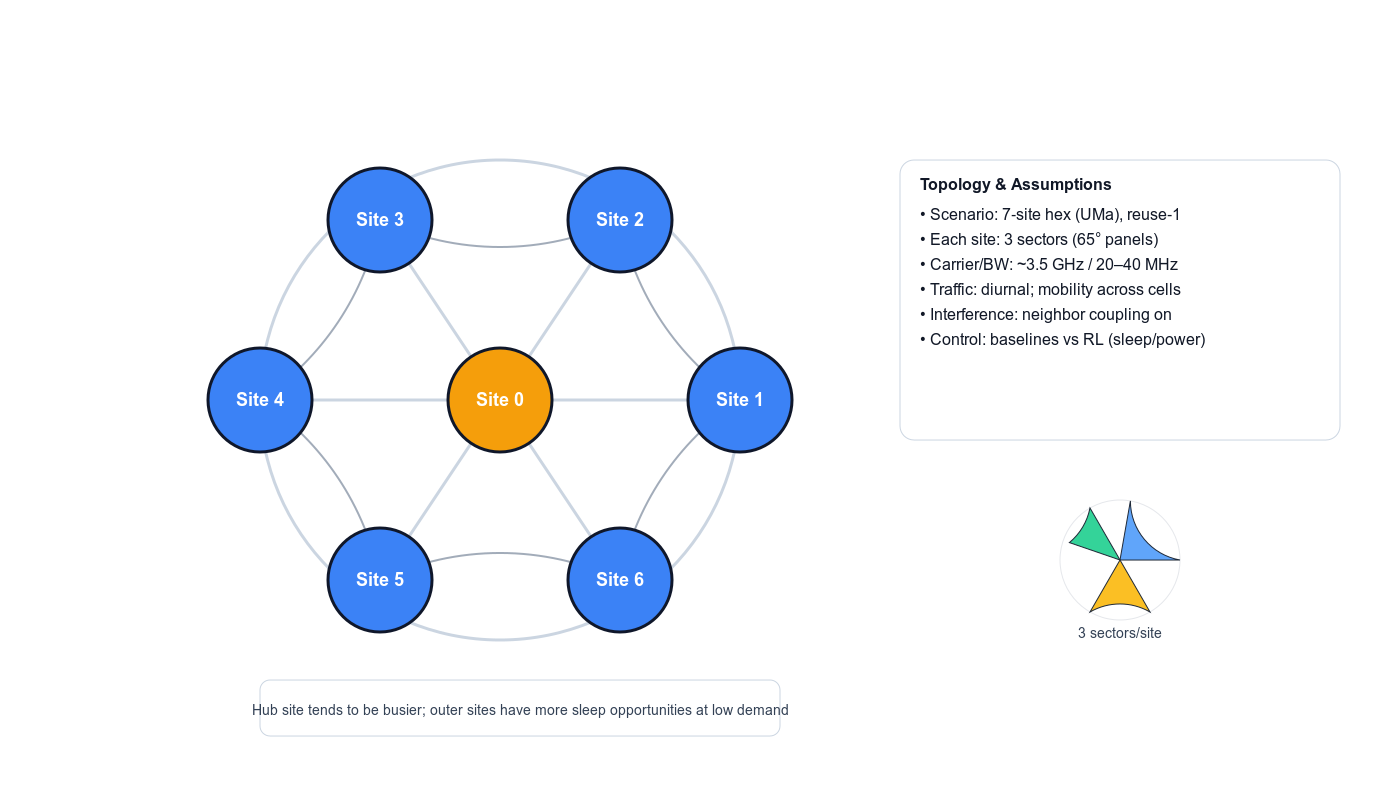 Site 3
Site 2
Site 4
Site 0
Site 1
Site 5
Site 6
Hub site tends to be busier; outer sites have more sleep opportunities at low demand
Topology & Assumptions
• Scenario: 7-site hex (UMa), reuse-1
• Each site: 3 sectors (65° panels)
• Carrier/BW: ~3.5 GHz / 20–40 MHz
• Traffic: diurnal; mobility across cells
• Interference: neighbor coupling on
• Control: baselines vs RL (sleep/power)
3 sectors/site